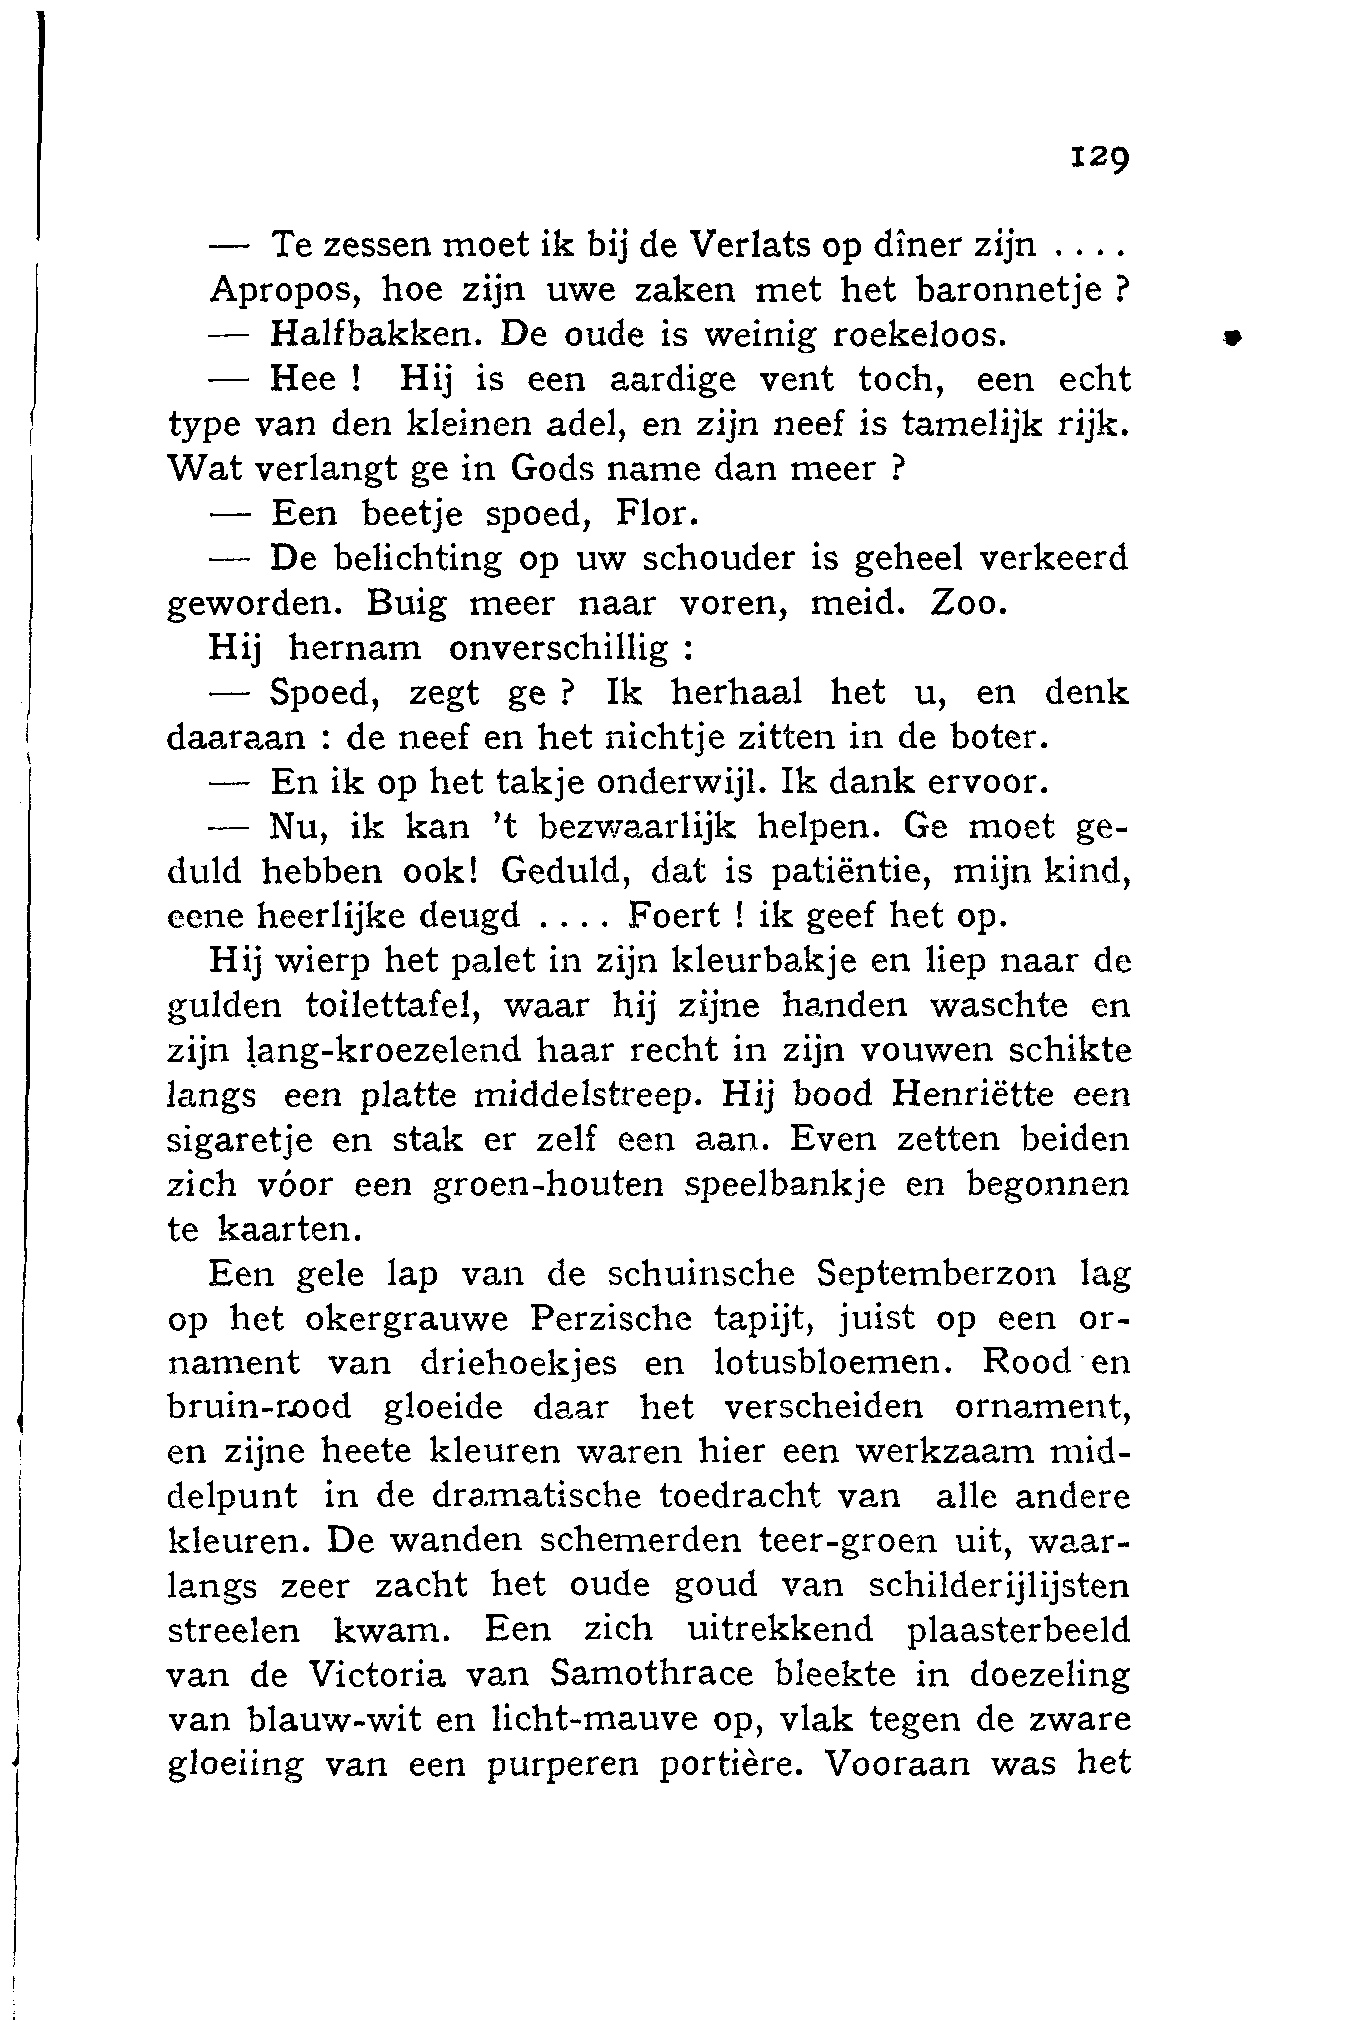 129
— Te zessen moet ik bij de Verlats op dîner zijn . . . .
Apropos, hoe zijn uwe zaken met het baronnetje ?
— Halfbakken. De oude is weinig roekeloos.
— Hee ! Hij is een aardige vent toch, een echt
type van den kleinen adel, en zijn neef is tamelijk rijk.
Wat verlangt ge in Gods name dan meer ?
— Een beetje spoed, Flor.
— De belichting op uw schouder is geheel verkeerd
geworden. Buig meer naar voren, meid. Zoo.
Hij hernam onverschillig :
— Spoed, zegt ge ? Ik herhaal het u, en denk
daaraan : de neef en het nichtje zitten in de boter.
— En ik op het takje onderwijl. Ik dank ervoor.
— Nu, ik kan 't bezwaarlijk helpen. Ge moet ge-
duld hebben ook! Geduld, dat is patiëntie, mijn kind,
eene heerlijke deugd . . . . Foert ! ik geef het op.
Hij wierp het palet in zijn kleurbakje en liep naar de
gulden toilettafel, waar hij zijne handen waschte en
zijn lang-kroezelend haar recht in zijn vouwen schikte
langs een platte middelstreep. Hij bood Henriëtte een
sigaretje en stak er zelf een aan. Even zetten beiden
zich vóor een groen-houten speelbankje en begonnen
te kaarten.
Een gele lap van de schuinsche Septemberzon lag
op het okergrauwe Perzische tapijt, juist op een or-
nament van driehoekjes en lotusbloemen. Rood en
bruin-rood gloeide daar het verscheiden ornament,
en zijne heete kleuren waren hier een werkzaam mid-
delpunt in de dramatische toedracht van alle andere
kleuren. De wanden schemerden teer-groen uit, waar-
langs zeer zacht het oude goud van schilderijlijsten
streelen kwam. Een zich uitrekkend plaasterbeeld
van de Victoria van Samothrace bleekte in doezeling
van blauw-wit en licht-mauve op, vlak tegen de zware
gloeiing van een purperen portière. Vooraan was het